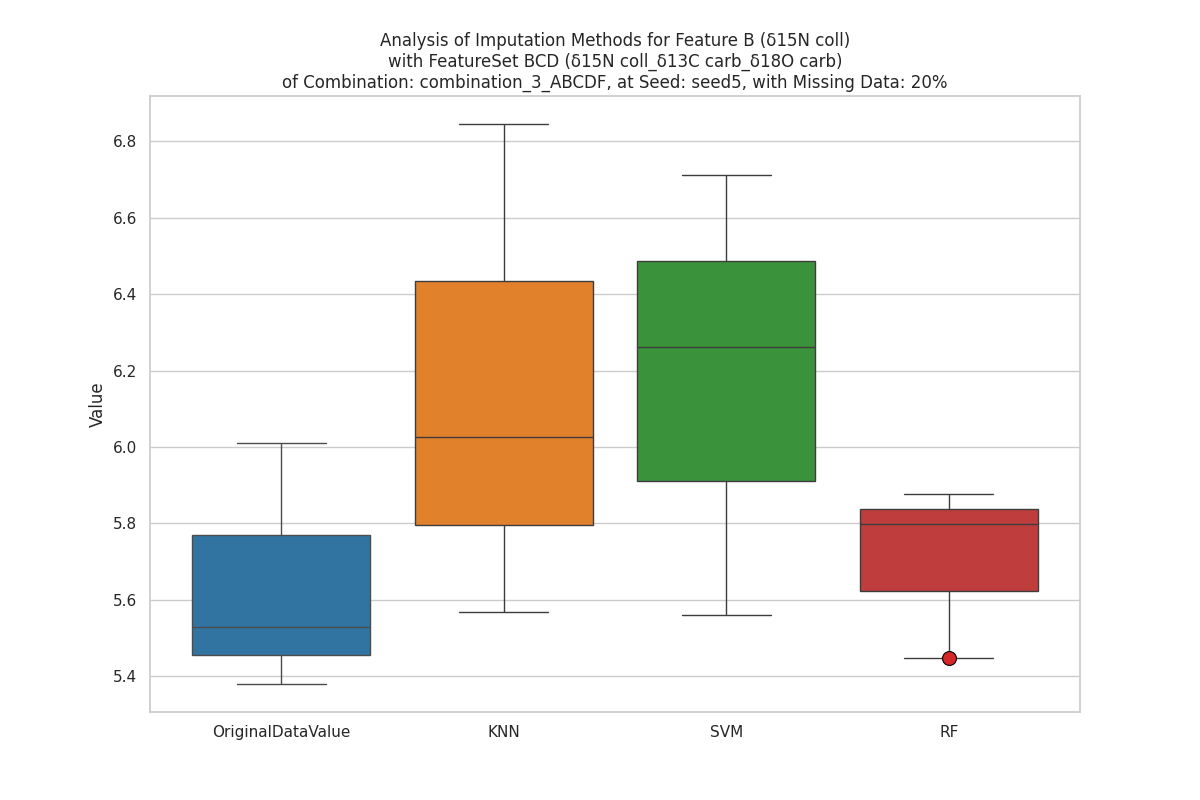 Analysis of Imputation Methods for Feature B (δ15N coll)
with FeatureSet BCD (δ15N coll_δ13C carb_δ18O carb)
of Combination: combination_3_ABCDF, at Seed: seed5, with Missing Data: 20%
6.8
6.6
6.4
6.2
6.0
5.8
5.6
5.4
Value
OriginalDataValue
KNN
SVM
RF